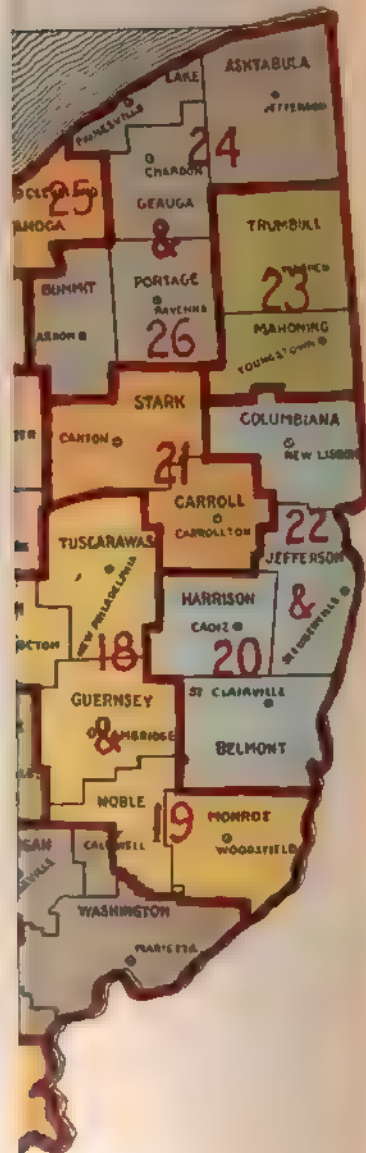 LAKE
ASHTABULA
PAINESVILLE
JEFFERSON
24
CHARDON
GEAUGA
25
&
TRUMBULL
SUMMIT
PORTAGE
RAVENNA
23
AKRON
26
MAHONING
YOUNGSTOWN
STARK
COLUMBIANA
CANTON
NEW LISBON
21
CARROLL
CARROLLTON
22
TUSCARAWAS
JEFFERSON
NEW PHILADELPHIA
HARRISON
&
CADIZ
STEUBENVILLE
18
20
ST CLAIRVILLE
GUERNSEY
&
CAMBRIDGE
BELMONT
NOBLE
19
MONROE
CALDWELL
WOODSFIELD
WASHINGTON
MARIETTA